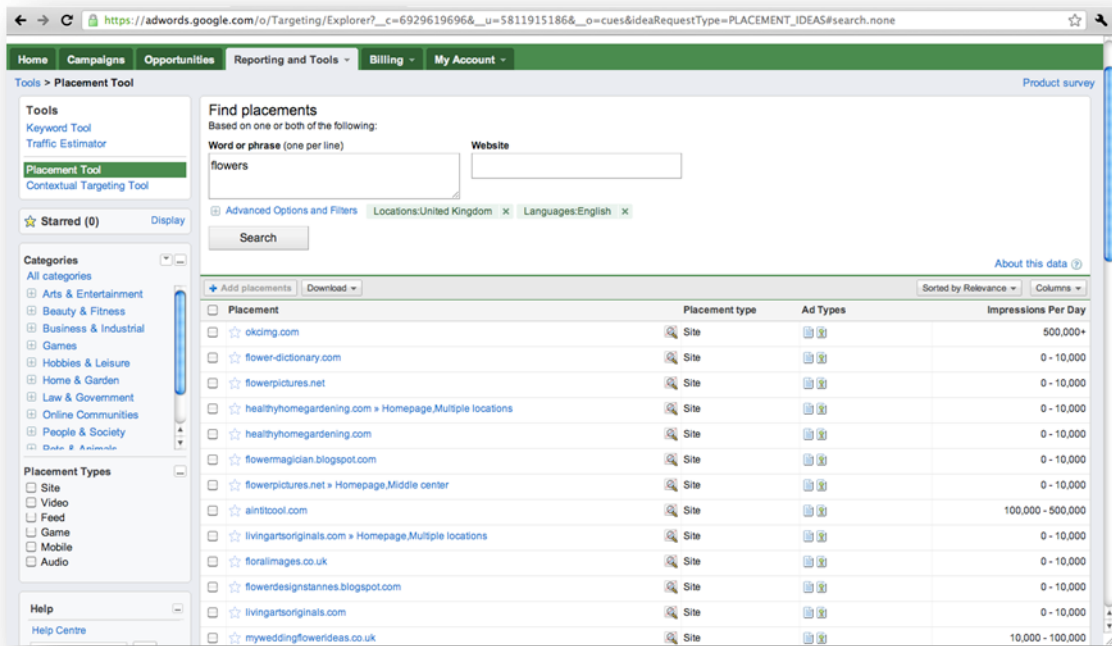 https://adwords.google.com/o/Targeting/Explorer?__c=6929619696&__u=5811915186&__o=cues&ideaRequestType=PLACEMENT_IDEAS#search.none
Home Campaigns Opportunities Reporting and Tools Billing My Account
Tools > Placement Tool
Product survey
Tools
Keyword Tool
Traffic Estimator
Placement Tool
Contextual Targeting Tool
Starred (0) Display
Categories
All categories
Arts & Entertainment
Beauty & Fitness
Business & Industrial
Games
Hobbies & Leisure
Home & Garden
Law & Government
Online Communities
People & Society
Pets & Animals
Placement Types
Site
Video
Feed
Game
Mobile
Audio
Help
Help Centre
Find placements
Based on one or both of the following:
Word or phrase (one per line) Website
flowers
Advanced Options and Filters Locations:United Kingdom × Languages:English ×
Search
About this data ?
+ Add placements Download Sorted by Relevance Columns
Placement Placement type Ad Types Impressions Per Day
okcimg.com Site 500,000+
flower-dictionary.com Site 0 - 10,000
flowerpictures.net Site 0 - 10,000
healthyhomegardening.com » Homepage,Multiple locations Site 0 - 10,000
healthyhomegardening.com Site 0 - 10,000
flowermagician.blogspot.com Site 0 - 10,000
flowerpictures.net » Homepage,Middle center Site 0 - 10,000
aintitcool.com Site 100,000 - 500,000
livingartsoriginals.com » Homepage,Multiple locations Site 0 - 10,000
floralimages.co.uk Site 0 - 10,000
flowerdesignstannes.blogspot.com Site 0 - 10,000
livingartsoriginals.com Site 0 - 10,000
myweddingflowerideas.co.uk Site 10,000 - 100,000